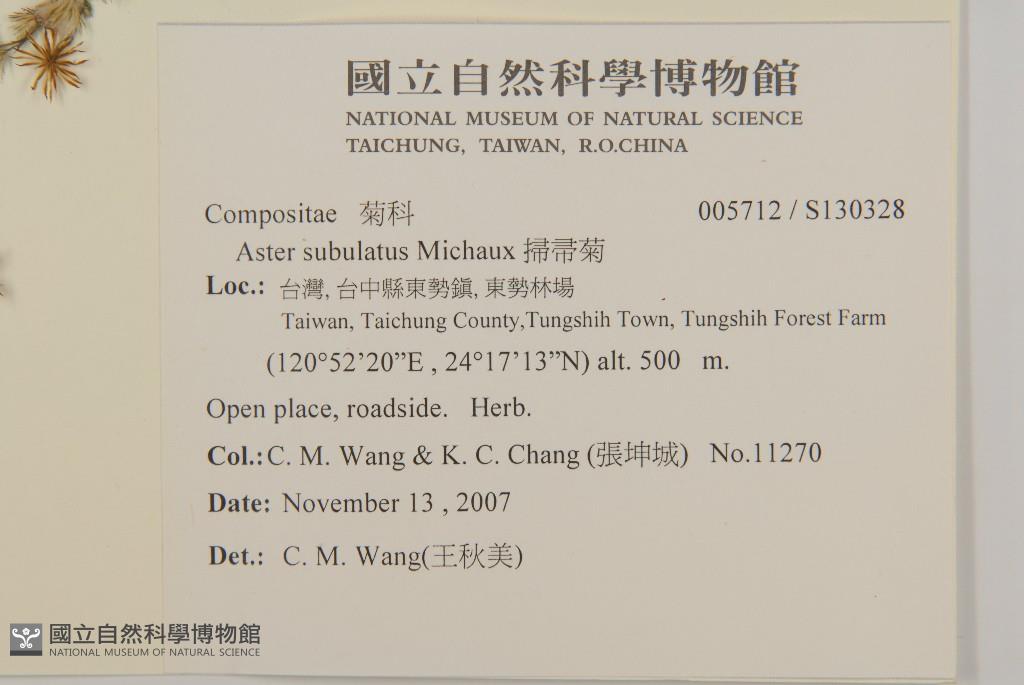 國立自然科學博物館
NATIONAL MUSEUM OF NATURAL SCIENCE
TAICHUNG, TAIWAN, R.O.CHINA
Compositae 菊科 005712 / S130328
Aster subulatus Michaux 掃帚菊
Loc.: 台灣, 台中縣東勢鎮, 東勢林場
Taiwan, Taichung County,Tungshih Town, Tungshih Forest Farm
(120°52’20”E , 24°17’13”N) alt. 500 m.
Open place, roadside. Herb.
Col.: C. M. Wang & K. C. Chang (張坤城) No.11270
Date: November 13 , 2007
Det.: C. M. Wang(王秋美)
國立自然科學博物館
NATIONAL MUSEUM OF NATURAL SCIENCE